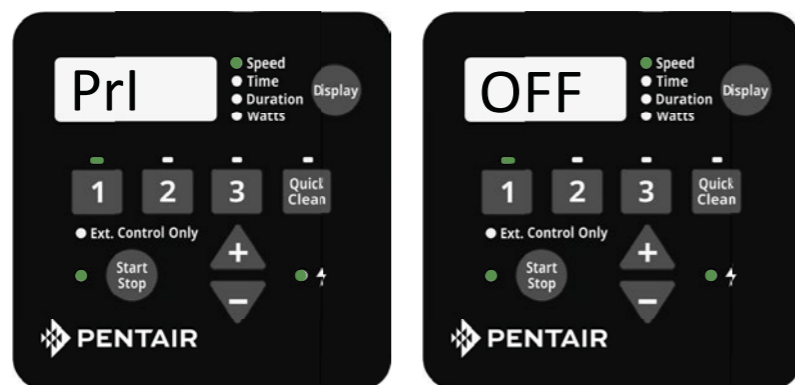 PrI
Speed
Time
Duration
Watts
Display
1
2
3
Quick
Clean
Ext. Control Only
Start
Stop
+
−
PENTAIR
OFF
Speed
Time
Duration
Watts
Display
1
2
3
Quick
Clean
Ext. Control Only
Start
Stop
+
−
PENTAIR